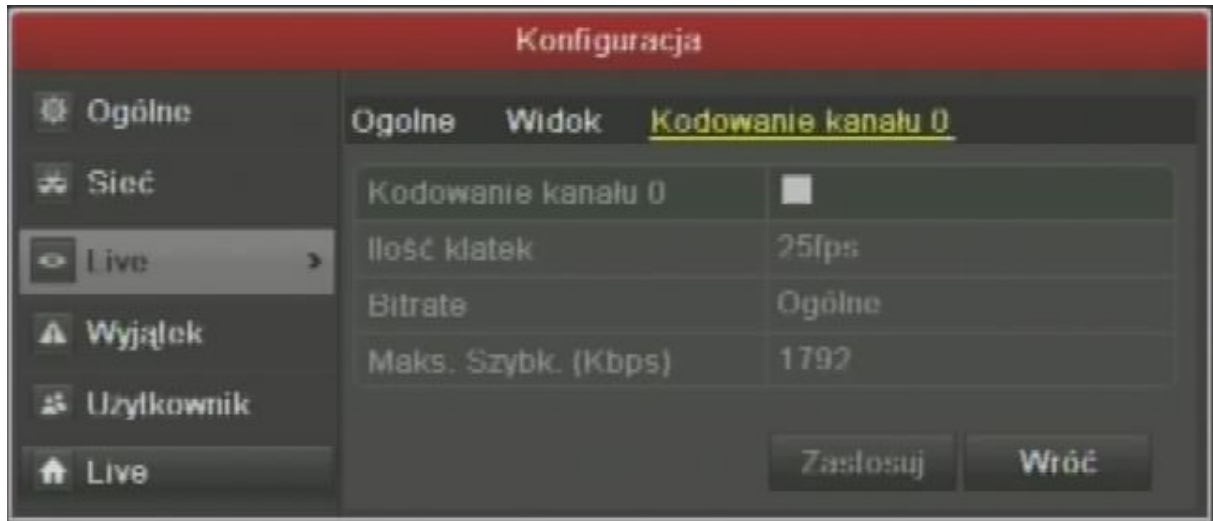 Konfiguracja
Ogólne
Sieć
Live
Wyjątek
Użytkownik
Live
Ogolne Widok Kodowanie kanału 0
Kodowanie kanału 0
Ilość klatek 25fps
Bitrate Ogólne
Maks. Szybk. (Kbps) 1792
Zastosuj Wróć